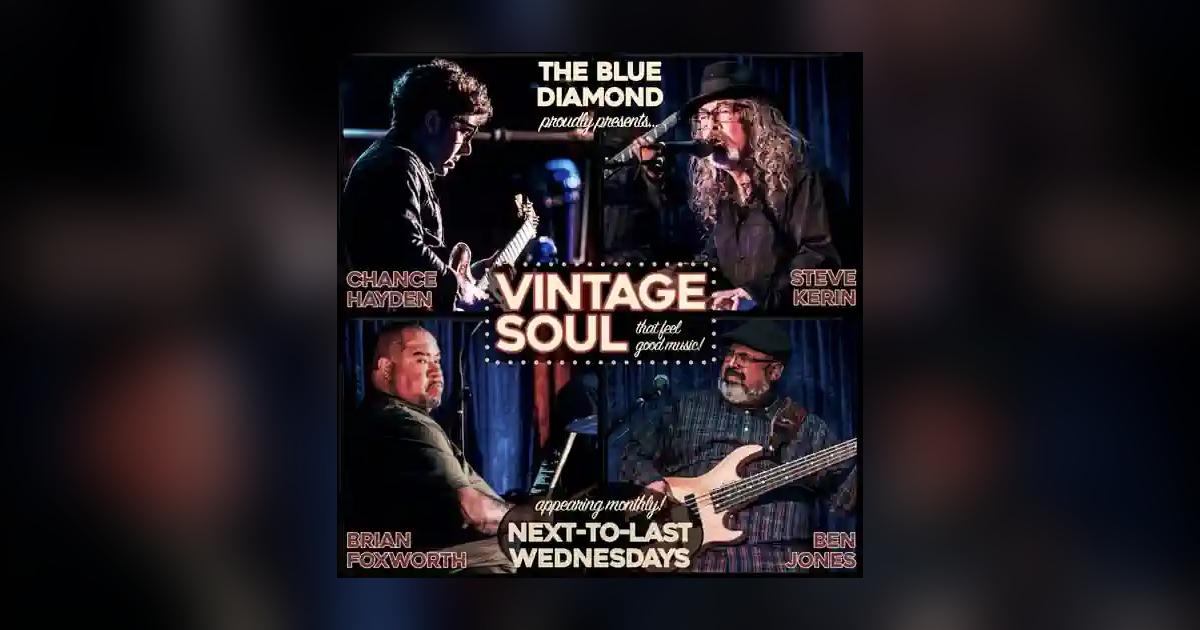 THE BLUE
DIAMOND
proudly presents...
CHANCE
HAYDEN
STEVE
KERIN
VINTAGE
SOUL
that feel
good music!
appearing monthly!
NEXT-TO-LAST
WEDNESDAYS
BRIAN
FOXWORTH
BEN
JONES